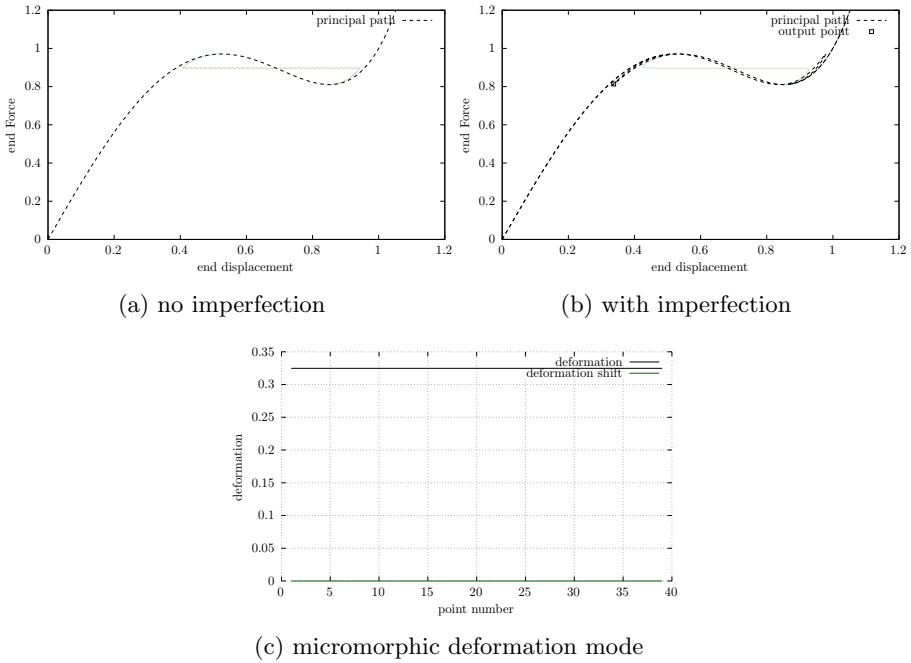 1.2
principal path
1
0.8
0.6
0.4
0.2
0
end Force
0 0.2 0.4 0.6 0.8 1 1.2
end displacement
(a) no imperfection
1.2
principal path
output point
1
0.8
0.6
0.4
0.2
0
end Force
0 0.2 0.4 0.6 0.8 1 1.2
end displacement
(b) with imperfection
0.35
deformation
deformation shift
0.3
0.25
0.2
0.15
0.1
0.05
0
deformation
0 5 10 15 20 25 30 35 40
point number
(c) micromorphic deformation mode